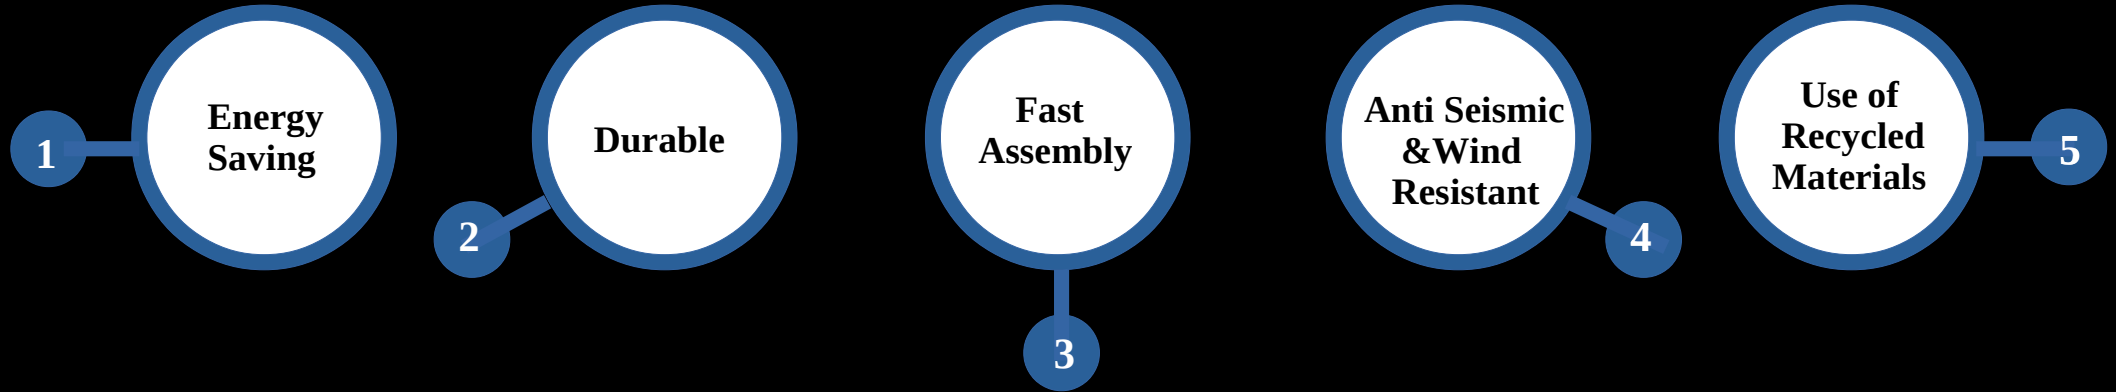 1
Energy
Saving
2
Durable
3
Fast
Assembly
4
Anti Seismic
&Wind
Resistant
5
Use of
Recycled
Materials